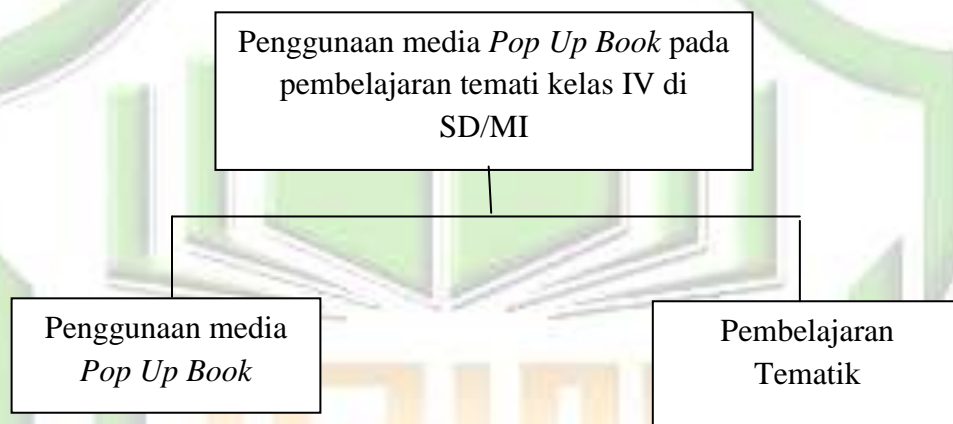 Penggunaan media Pop Up Book pada
pembelajaran temati kelas IV di
SD/MI
Penggunaan media
Pop Up Book
Pembelajaran
Tematik